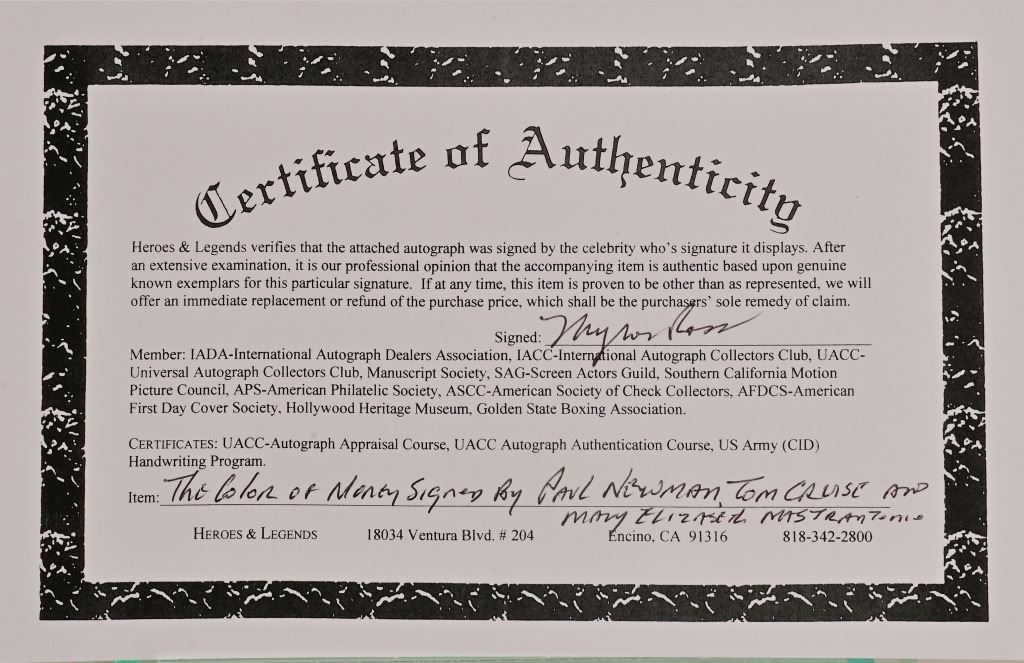 Certificate of Authenticity
Heroes & Legends verifies that the attached autograph was signed by the celebrity who's signature it displays. After
an extensive examination, it is our professional opinion that the accompanying item is authentic based upon genuine
known exemplars for this particular signature. If at any time, this item is proven to be other than as represented, we will
offer an immediate replacement or refund of the purchase price, which shall be the purchasers' sole remedy of claim.
Signed: Myron Ross
Member: IADA-International Autograph Dealers Association, IACC-International Autograph Collectors Club, UACC-
Universal Autograph Collectors Club, Manuscript Society, SAG-Screen Actors Guild, Southern California Motion
Picture Council, APS-American Philatelic Society, ASCC-American Society of Check Collectors, AFDCS-American
First Day Cover Society, Hollywood Heritage Museum, Golden State Boxing Association.
CERTIFICATES: UACC-Autograph Appraisal Course, UACC Autograph Authentication Course, US Army (CID)
Handwriting Program.
Item: The Color of Money Signed By PAUL NEWMAN, TOM CRUISE AND
MARY ELIZABETH MASTRANTONIO
HEROES & LEGENDS 18034 Ventura Blvd. # 204 Encino, CA 91316 818-342-2800